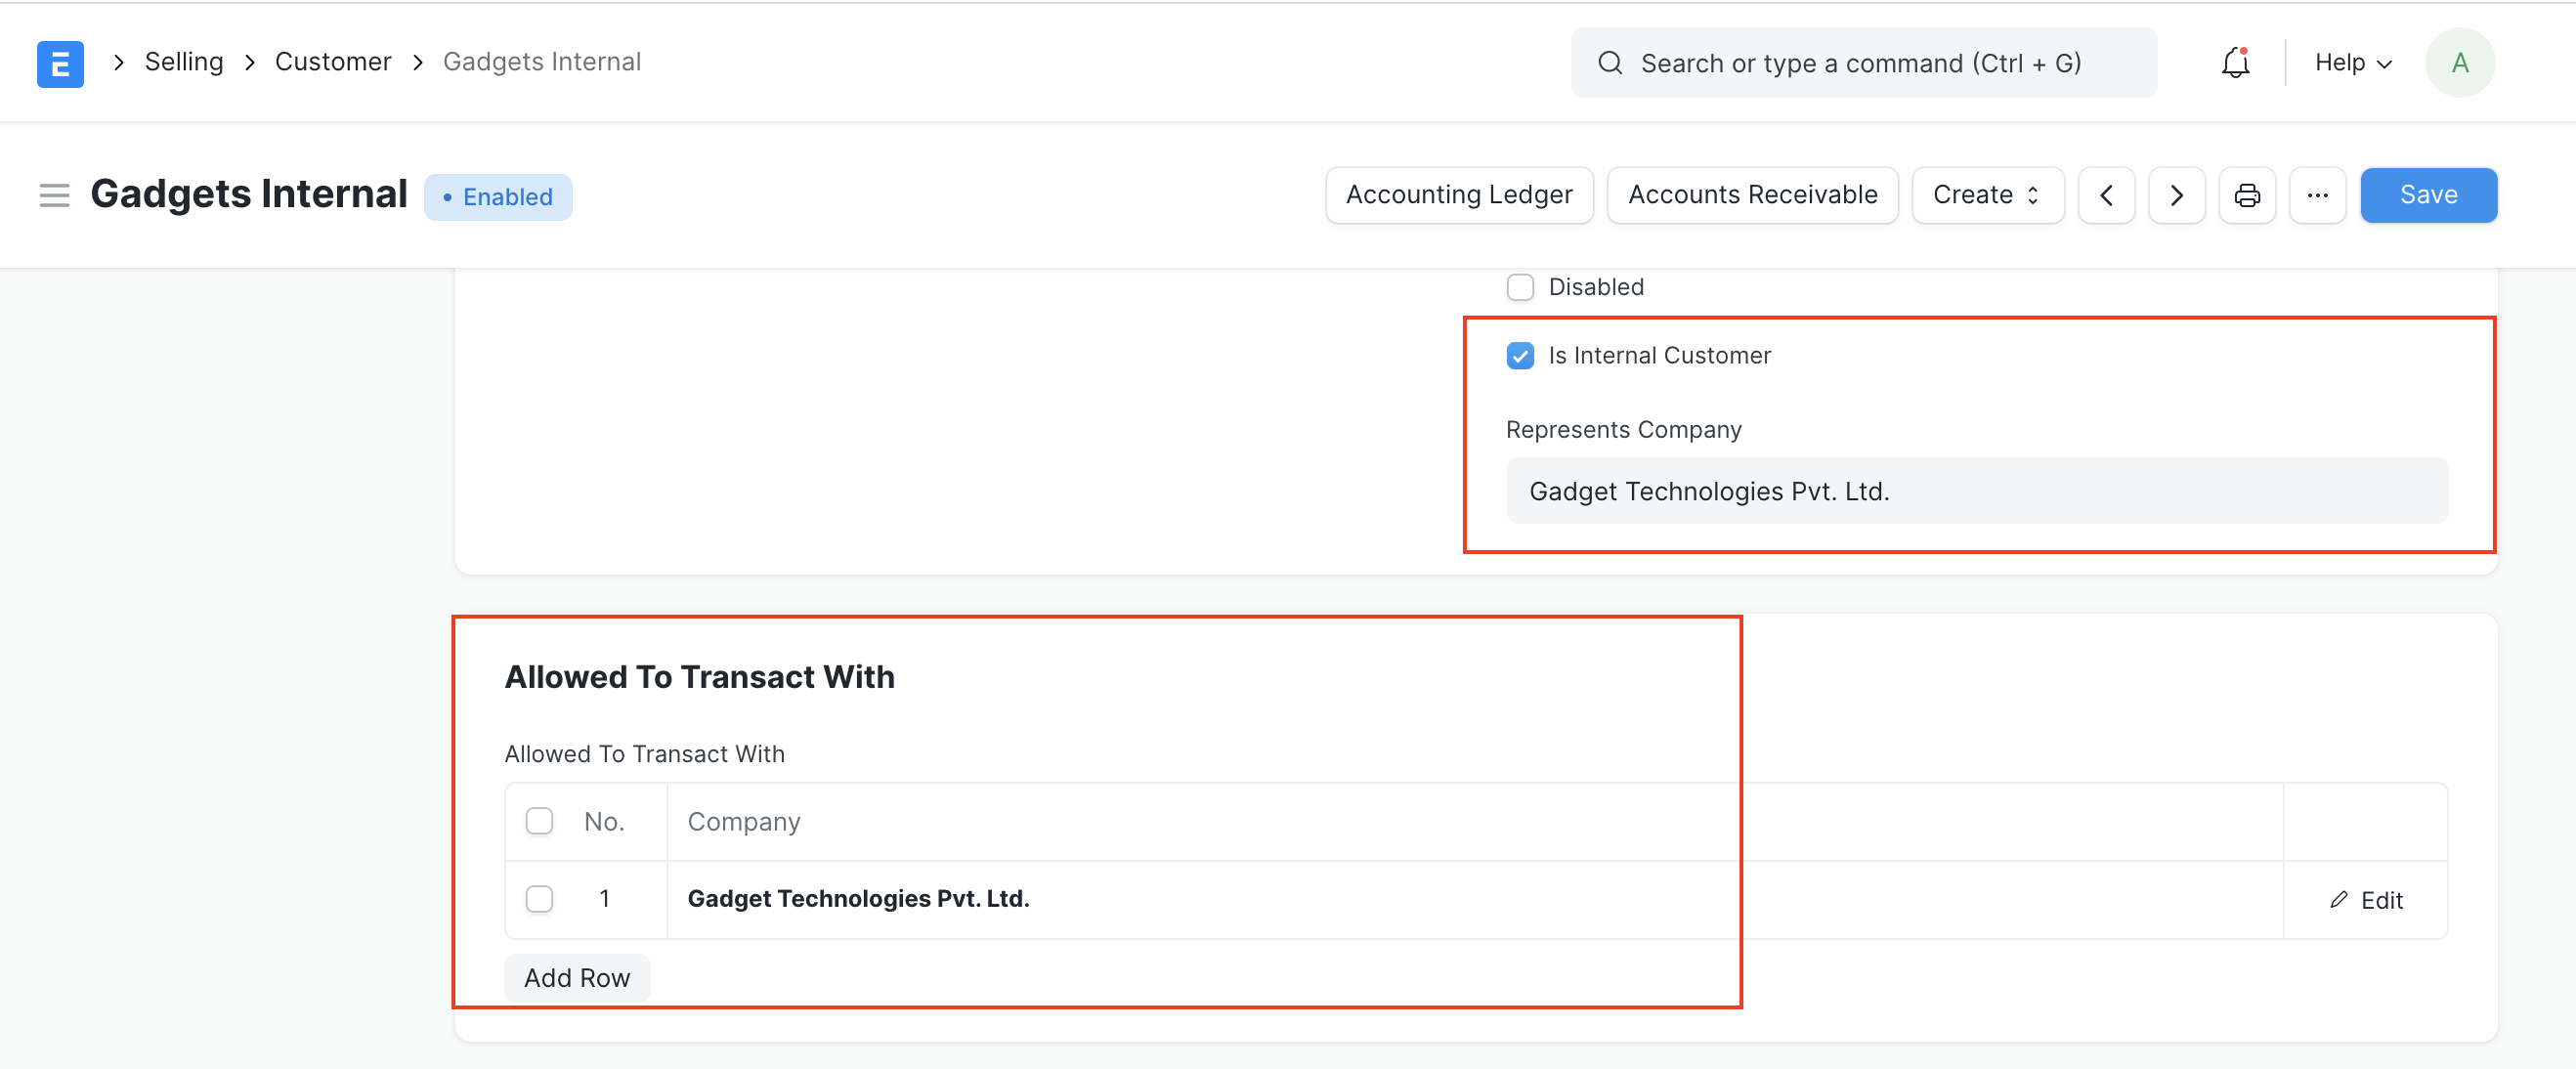 E Selling Customer Gadgets Internal Search or type a command (Ctrl + G) Help A
Gadgets Internal Enabled Accounting Ledger Accounts Receivable Create Save
Disabled
Is Internal Customer
Represents Company
Gadget Technologies Pvt. Ltd.
Allowed To Transact With
Allowed To Transact With
No. Company
1 Gadget Technologies Pvt. Ltd. Edit
Add Row